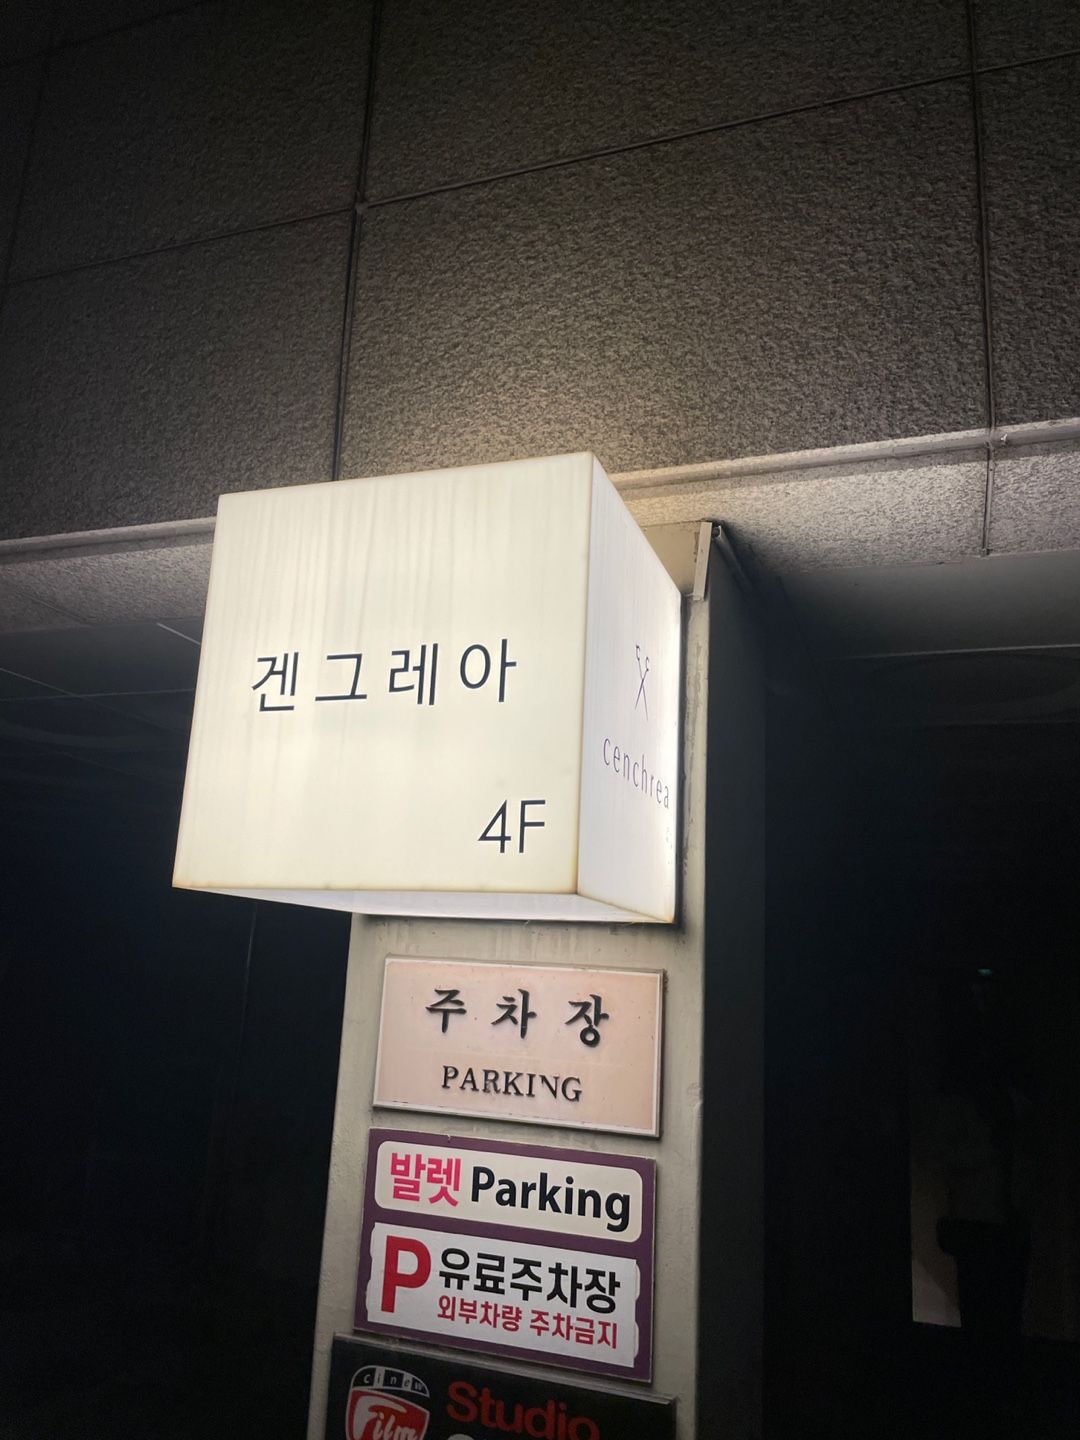 겐그레아
4F
cenchrea
주차장
PARKING
발렛 Parking
P 유료주차장
외부차량 주차금지
cinew
Film
Studio